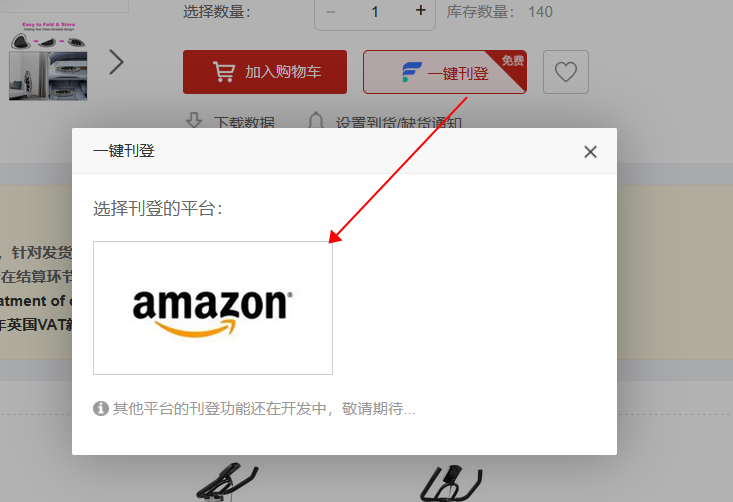 选择数量：
− 1 + 库存数量： 140
Easy to Fold & Store
加入购物车
一键刊登
免费
下载数据
设置到货/缺货通知
一键刊登
选择刊登的平台：
amazon
其他平台的刊登功能还在开发中，敬请期待...
，针对发货
在结算环节
atment of
年英国VAT新